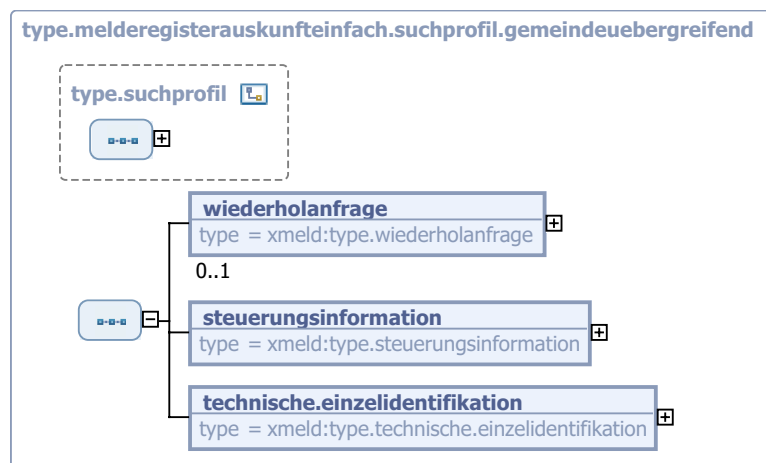 type.melderegisterauskunfteinfach.suchprofil.gemeindeuebergreifend
type.suchprofil
wiederholanfrage
type = xmeld:type.wiederholanfrage
0..1
steuerungsinformation
type = xmeld:type.steuerungsinformation
technische.einzelidentifikation
type = xmeld:type.technische.einzelidentifikation